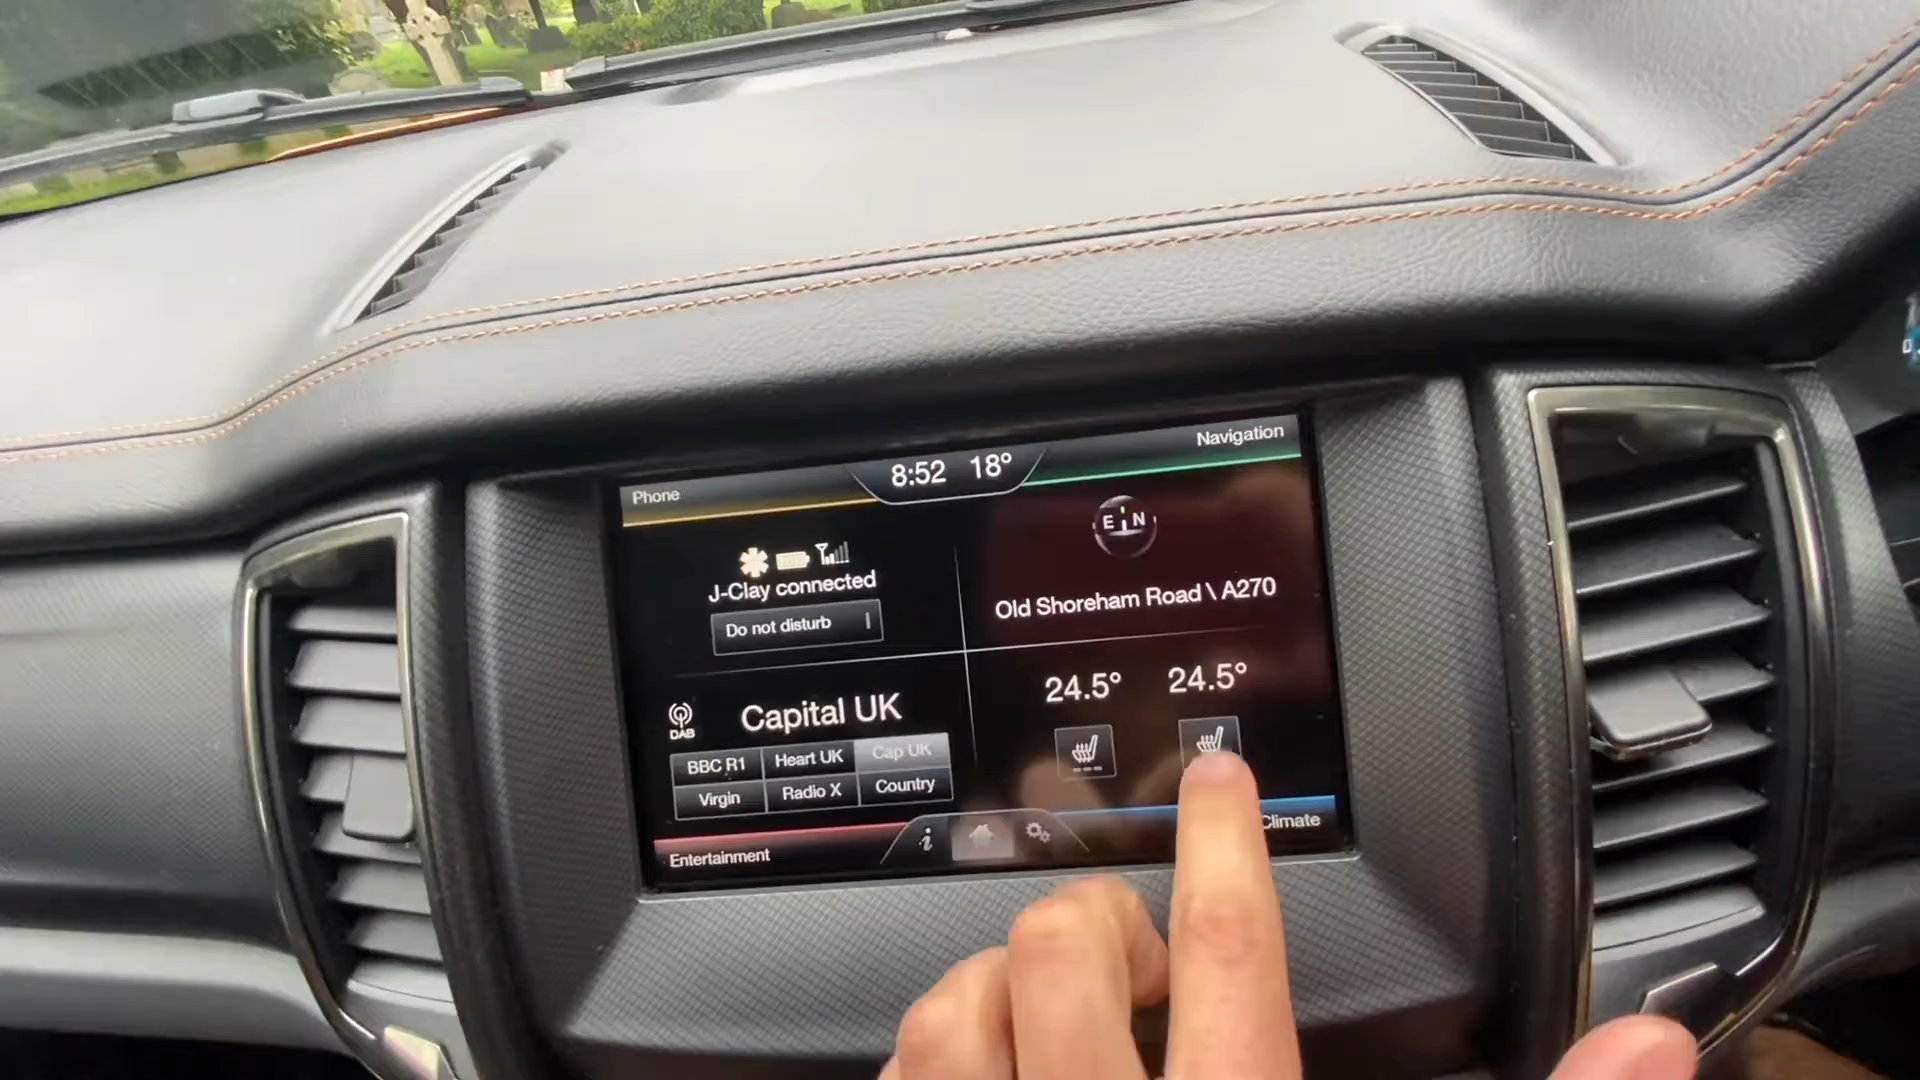 Phone
8:52 18°
Navigation
E N
J-Clay connected
Do not disturb
Old Shoreham Road \ A270
DAB
Capital UK
24.5° 24.5°
BBC R1 Heart UK Cap UK
Virgin Radio X Country
Entertainment
i
Climate
D